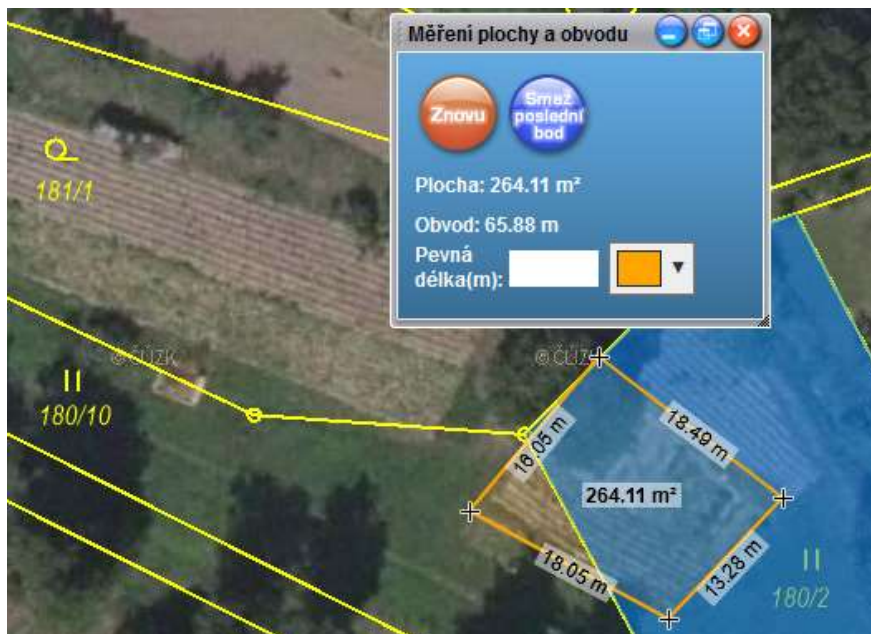 Měření plochy a obvodu
Znovu
Smaž
poslední
bod
Plocha: 264.11 m²
Obvod: 65.88 m
Pevná
délka(m):
181/1
© ČÚZK
© ČÚZK
180/10
16.05 m
18.49 m
264.11 m²
18.05 m
13.28 m
180/2